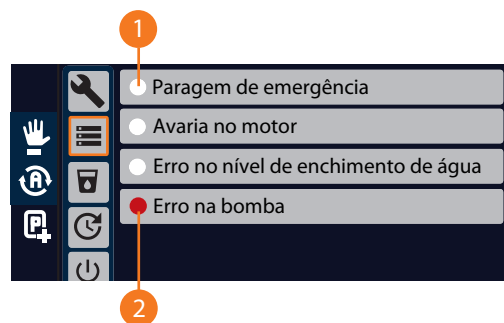 1
Paragem de emergência
Avaria no motor
Erro no nível de enchimento de água
A
Erro na bomba
P
2